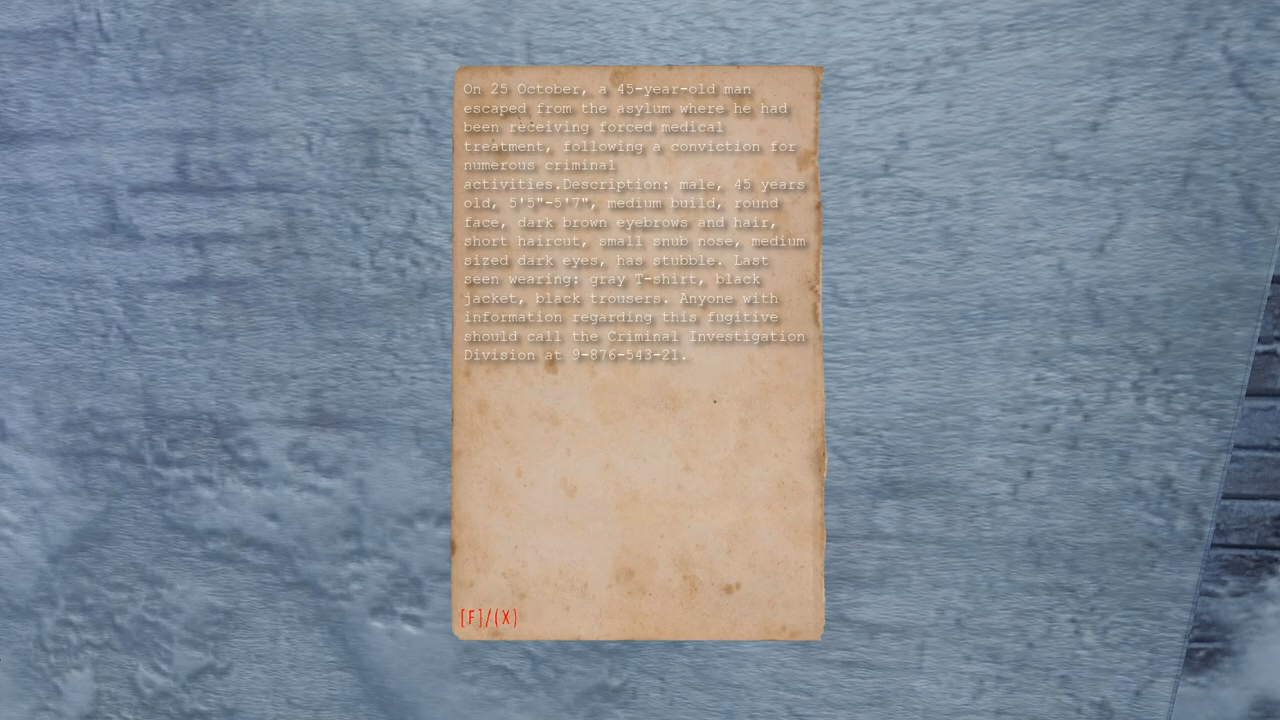 On 25 October, a 45-year-old man
escaped from the asylum where he had
been receiving forced medical
treatment, following a conviction for
numerous criminal
activities.Description: male, 45 years
old, 5'5"-5'7", medium build, round
face, dark brown eyebrows and hair,
short haircut, small snub nose, medium
sized dark eyes, has stubble. Last
seen wearing: gray T-shirt, black
jacket, black trousers. Anyone with
information regarding this fugitive
should call the Criminal Investigation
Division at 9-876-543-21.
[F]/(X)